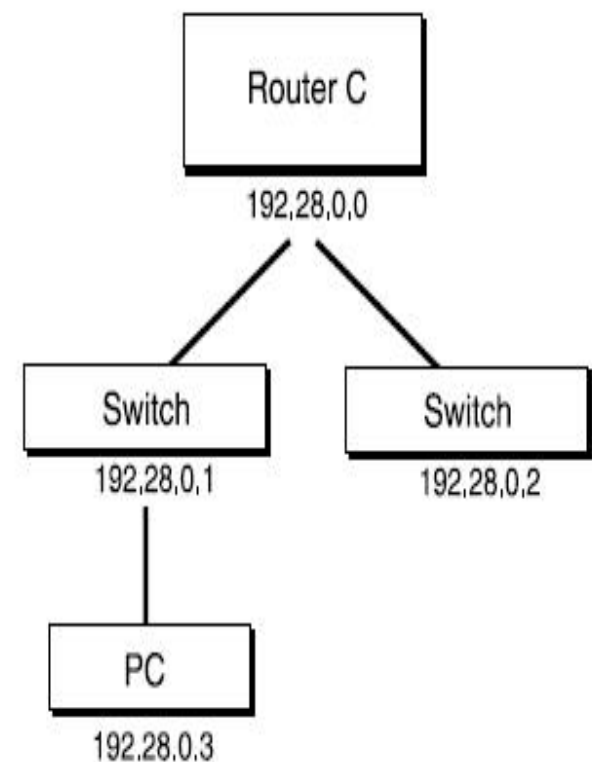 Router C
192,28,0,0
Switch
192,28,0,1
Switch
192,28,0,2
PC
192,28,0,3